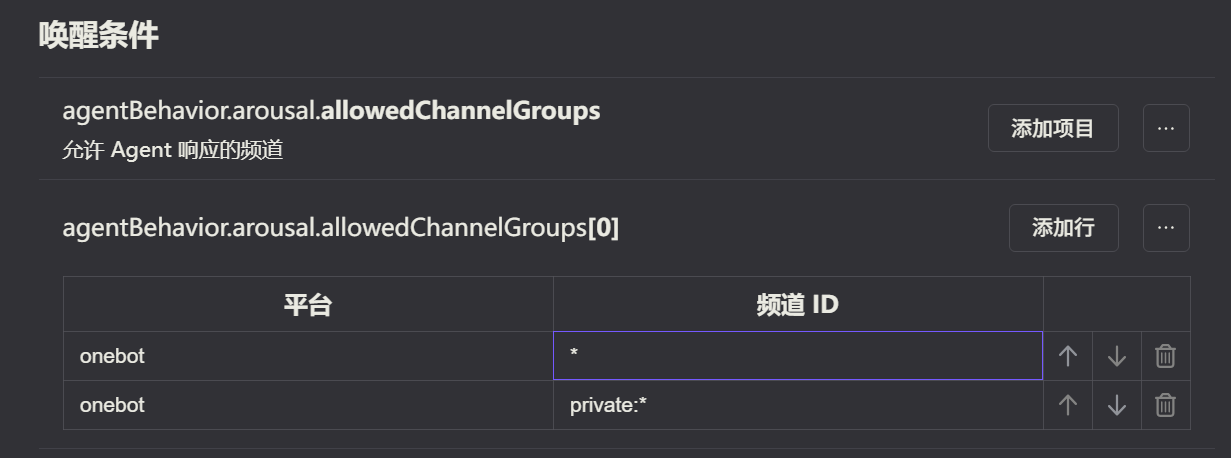 唤醒条件
agentBehavior.arousal.allowedChannelGroups
允许 Agent 响应的频道
添加项目
···
agentBehavior.arousal.allowedChannelGroups[0]
添加行
···
平台 频道 ID
onebot *
onebot private:*